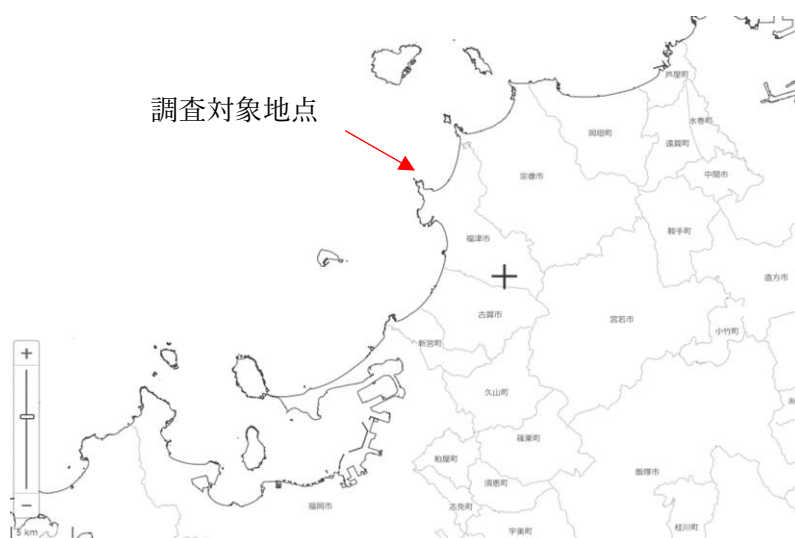 調査対象地点
芦屋町
水巻町
岡垣町
遠賀町
中間市
宗像市
鞍手町
福津市
直方市
古賀市
宮若市
小竹町
新宮町
久山町
篠栗町
粕屋町
須恵町
飯塚市
志免町
福岡市
宇美町
桂川町
+
−
5 km